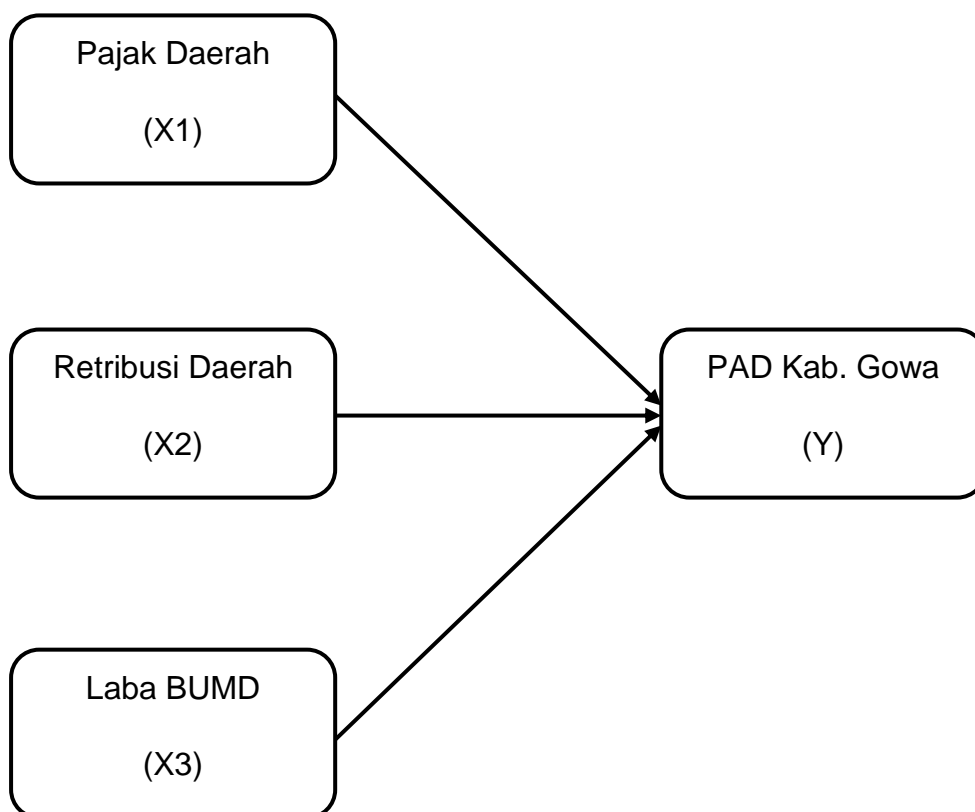 Pajak Daerah
(X1)
Retribusi Daerah
(X2)
PAD Kab. Gowa
(Y)
Laba BUMD
(X3)